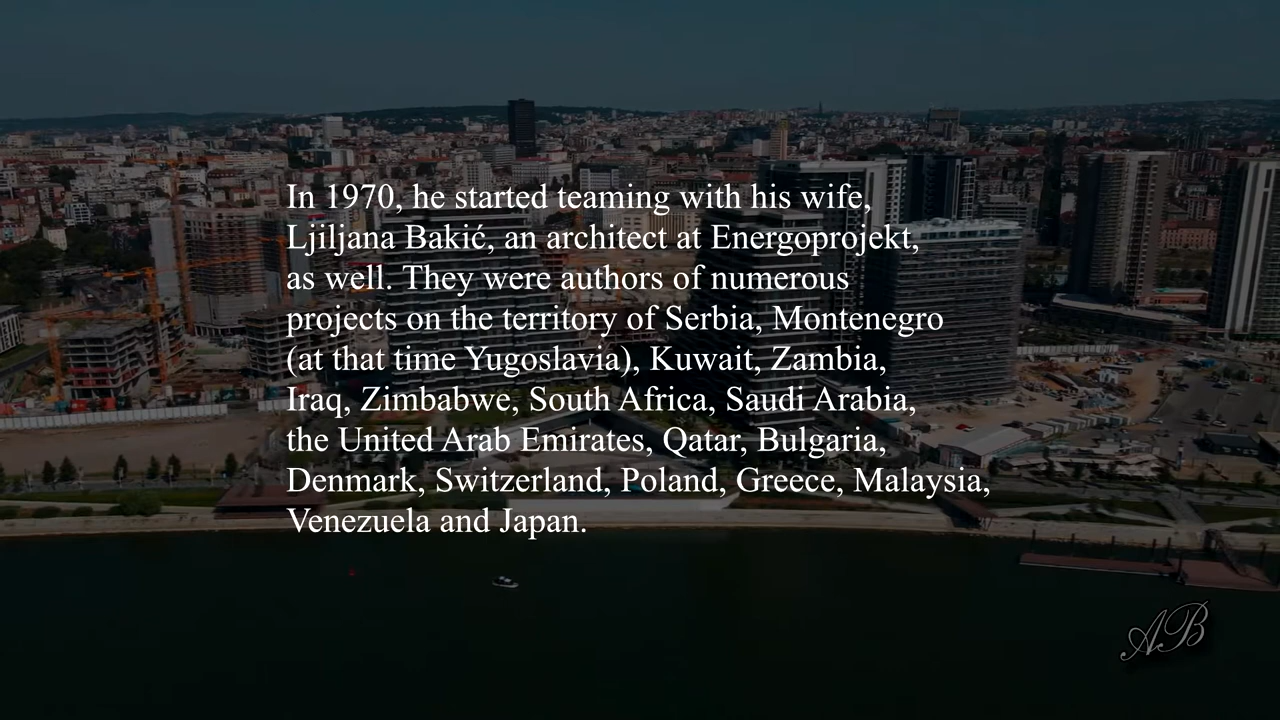 In 1970, he started teaming with his wife,
Ljiljana Bakić, an architect at Energoprojekt,
as well. They were authors of numerous
projects on the territory of Serbia, Montenegro
(at that time Yugoslavia), Kuwait, Zambia,
Iraq, Zimbabwe, South Africa, Saudi Arabia,
the United Arab Emirates, Qatar, Bulgaria,
Denmark, Switzerland, Poland, Greece, Malaysia,
Venezuela and Japan.
AB